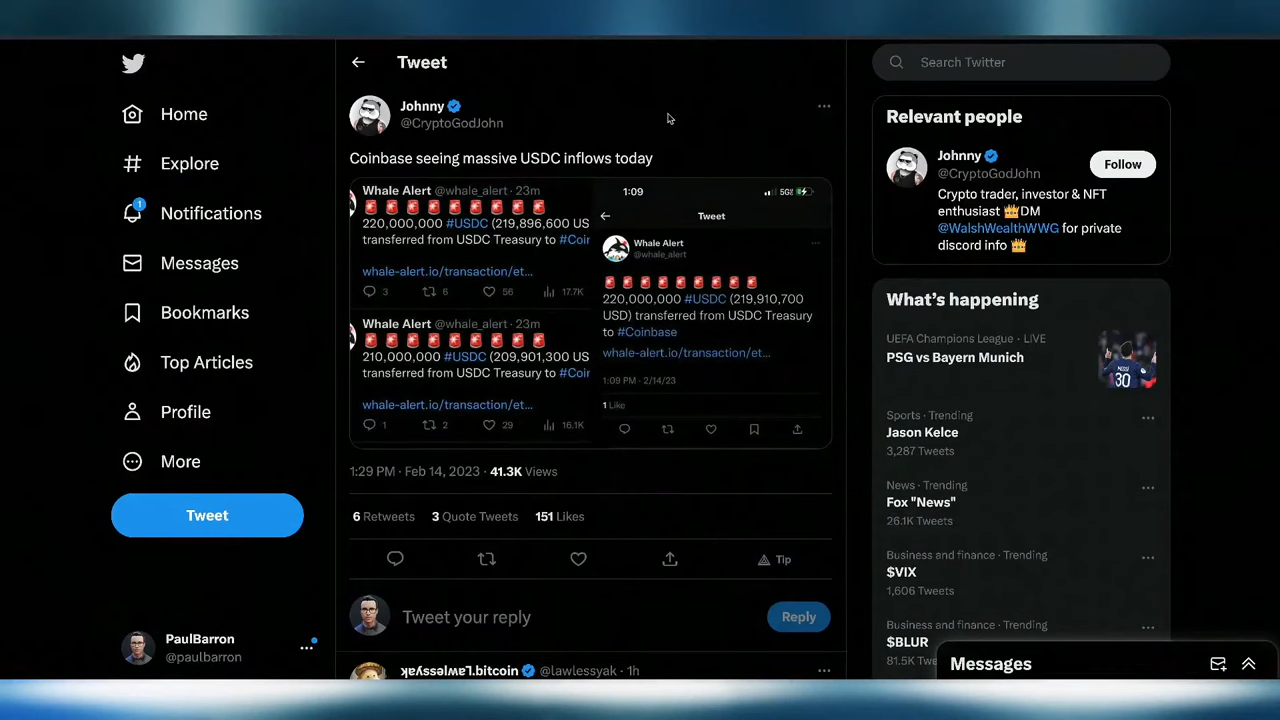 Home
Explore
1
Notifications
Messages
Bookmarks
Top Articles
Profile
More
Tweet
PaulBarron
@paulbarron
Tweet
Johnny
@CryptoGodJohn
Coinbase seeing massive USDC inflows today
Whale Alert @whale_alert · 23m
220,000,000 #USDC (219,896,600 US
transferred from USDC Treasury to #Coin
whale-alert.io/transaction/et...
3 6 56 17.7K
Whale Alert @whale_alert · 23m
210,000,000 #USDC (209,901,300 US
transferred from USDC Treasury to #Coin
whale-alert.io/transaction/et...
1 2 29 16.1K
1:09 5G
Tweet
Whale Alert
@whale_alert
220,000,000 #USDC (219,910,700
USD) transferred from USDC Treasury
to #Coinbase
whale-alert.io/transaction/et...
1:09 PM · 2/14/23
1 Like
1:29 PM · Feb 14, 2023 · 41.3K Views
6 Retweets 3 Quote Tweets 151 Likes
Tip
Tweet your reply
Reply
@lawlessyak · 1h
Search Twitter
Relevant people
Johnny
@CryptoGodJohn
Follow
Crypto trader, investor & NFT
enthusiast 👑DM
@WalshWealthWWG for private
discord info 👑
What's happening
UEFA Champions League · LIVE
PSG vs Bayern Munich
MESSI
30
Sports · Trending
Jason Kelce
3,287 Tweets
News · Trending
Fox "News"
26.1K Tweets
Business and finance · Trending
$VIX
1,606 Tweets
Business and finance · Trending
$BLUR
81.5K Tweets
Messages